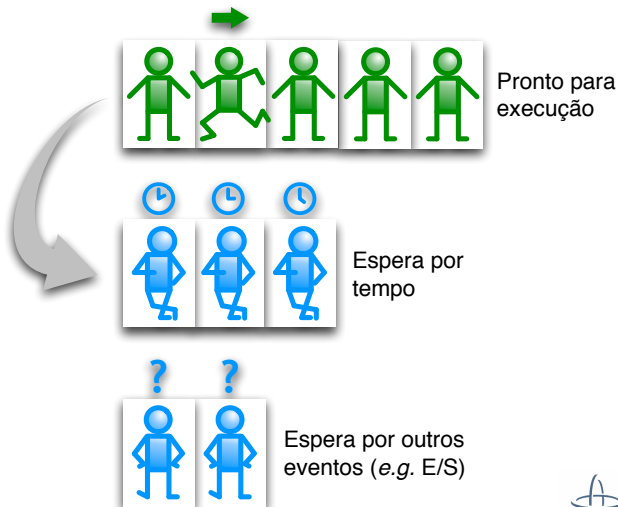 Pronto para
execução
Espera por
tempo
? ?
Espera por outros
eventos (e.g. E/S)